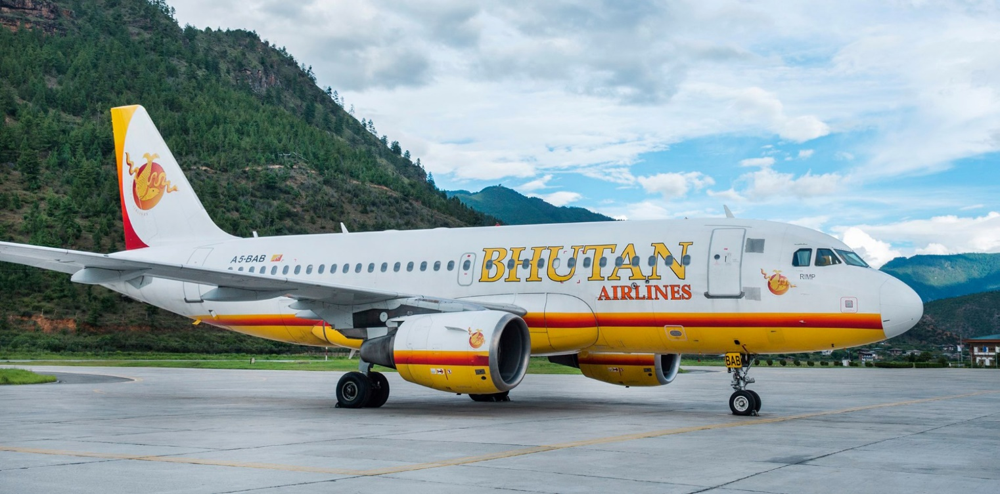 A5-BAB
BHUTAN
AIRLINES
RIMP
BAB